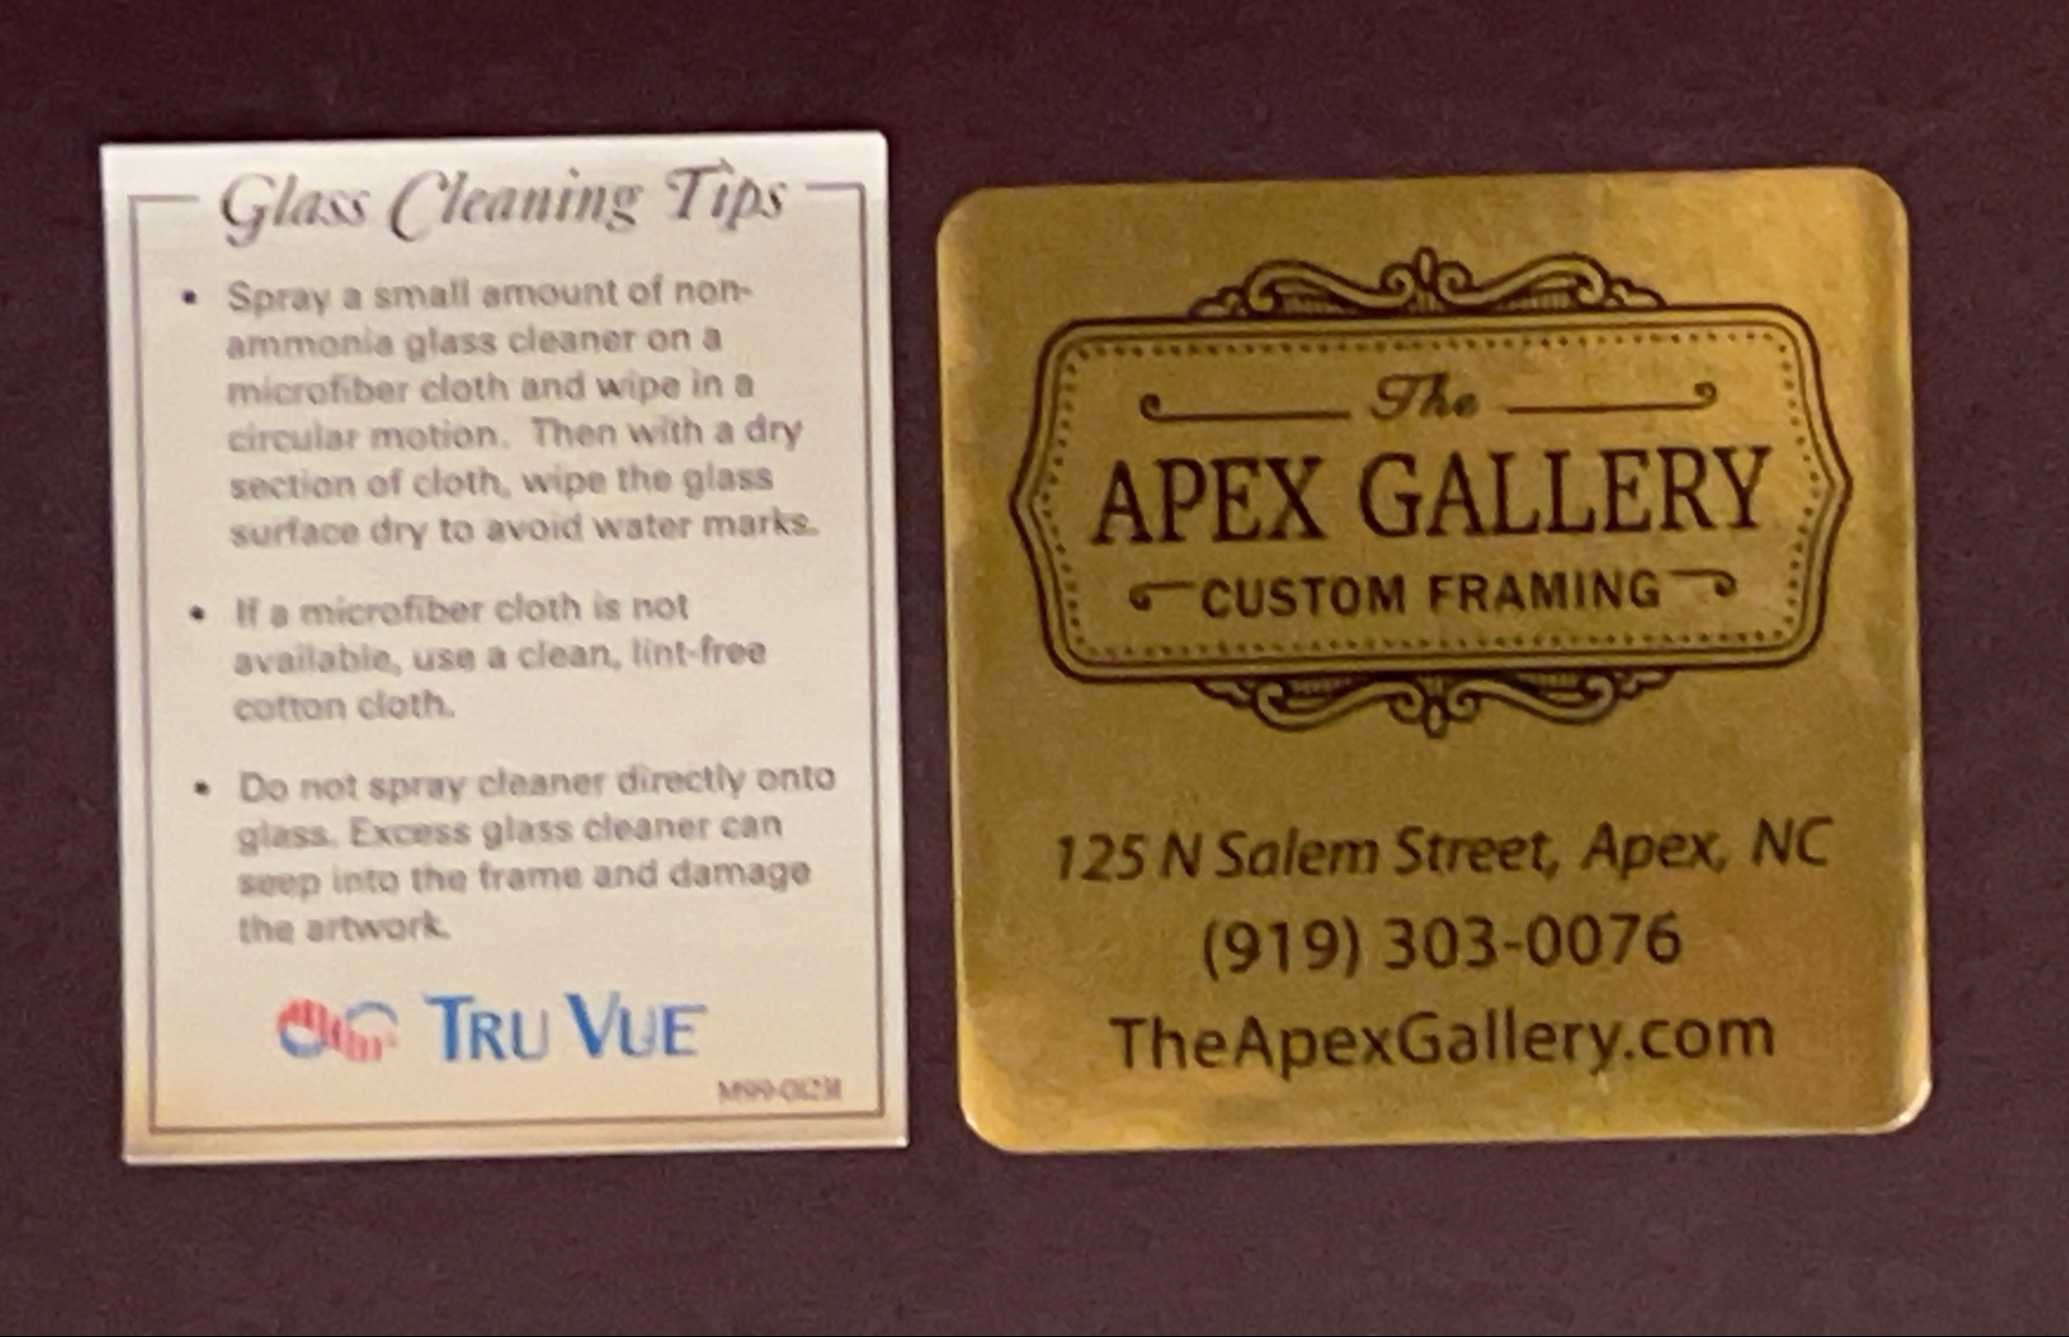 Glass Cleaning Tips
• Spray a small amount of non-
ammonia glass cleaner on a
microfiber cloth and wipe in a
circular motion. Then with a dry
section of cloth, wipe the glass
surface dry to avoid water marks.
• If a microfiber cloth is not
available, use a clean, lint-free
cotton cloth.
• Do not spray cleaner directly onto
glass. Excess glass cleaner can
seep into the frame and damage
the artwork.
TRU VUE
The
APEX GALLERY
CUSTOM FRAMING
125 N Salem Street, Apex, NC
(919) 303-0076
TheApexGallery.com